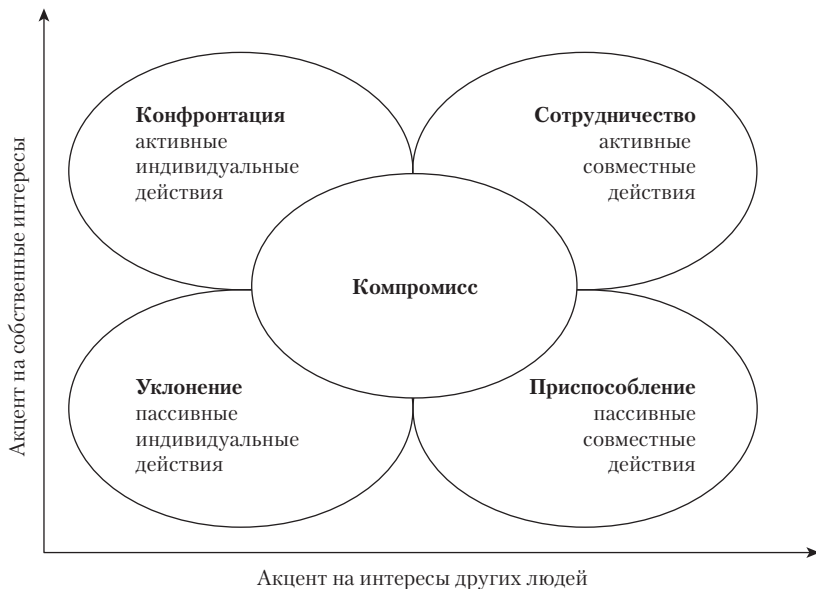 Акцент на собственные интересы
Конфронтация
активные
индивидуальные
действия
Сотрудничество
активные
совместные
действия
Компромисс
Уклонение
пассивные
индивидуальные
действия
Приспособление
пассивные
совместные
действия
Акцент на интересы других людей